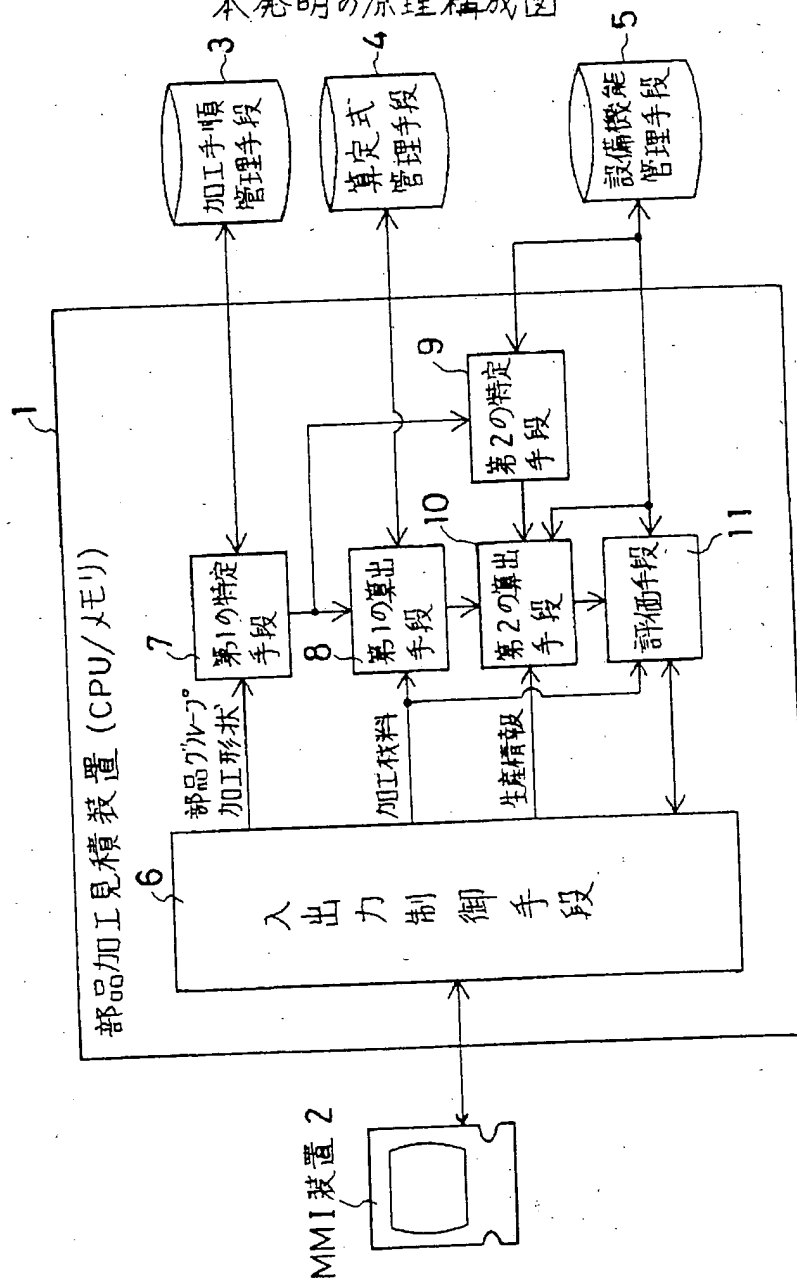 本発明の原理構成図
部品加工見積装置(CPU/メモリ)
1
MMI装置 2
6
入出力制御手段
部品グループ
加工形状
加工材料
生産情報
7
第1の特定
手段
8
第1の算出
手段
9
第2の特定
手段
10
第2の算出
手段
11
評価手段
3
加工手順
管理手段
4
算定式
管理手段
5
設備機能
管理手段